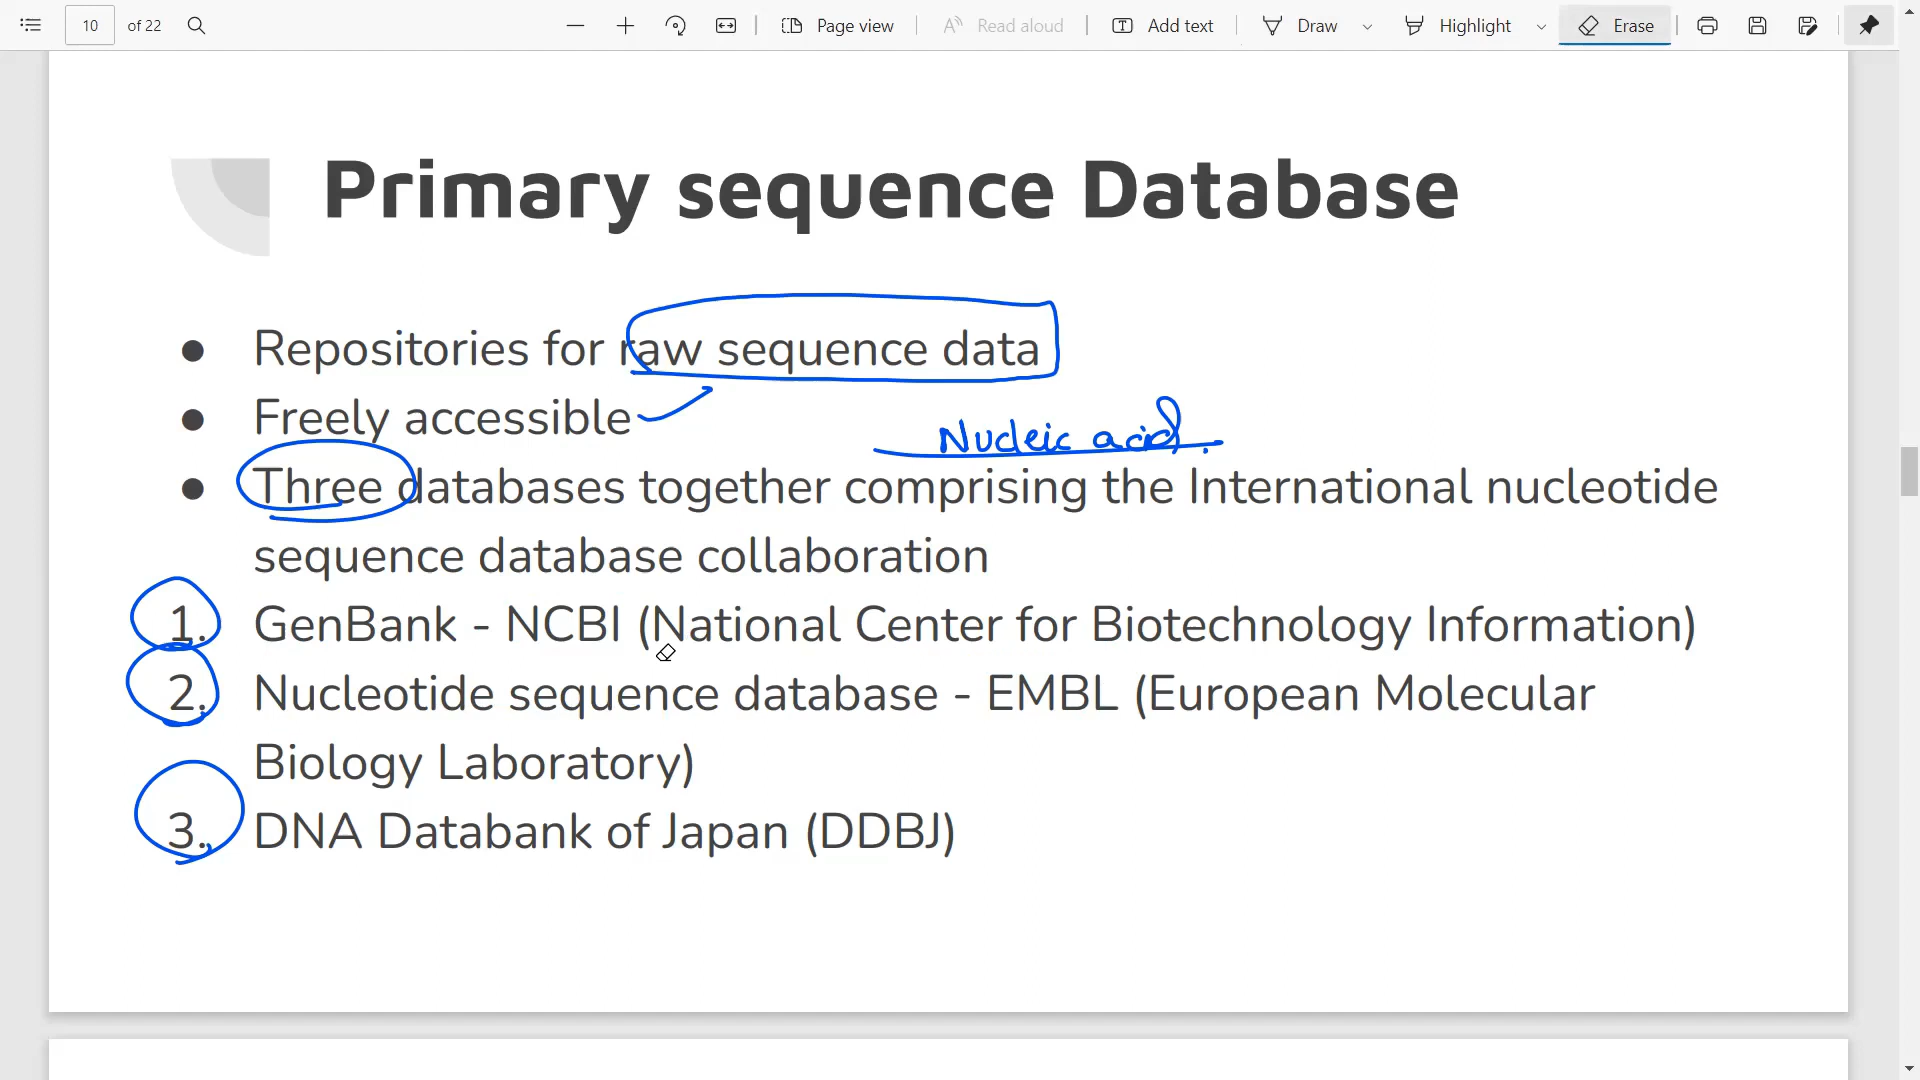 10 of 22 Page view Read aloud Add text Draw Highlight Erase
Primary sequence Database
● Repositories for raw sequence data
● Freely accessible
Nucleic acid.
● Three databases together comprising the International nucleotide
sequence database collaboration
1. GenBank - NCBI (National Center for Biotechnology Information)
2. Nucleotide sequence database - EMBL (European Molecular
Biology Laboratory)
3. DNA Databank of Japan (DDBJ)